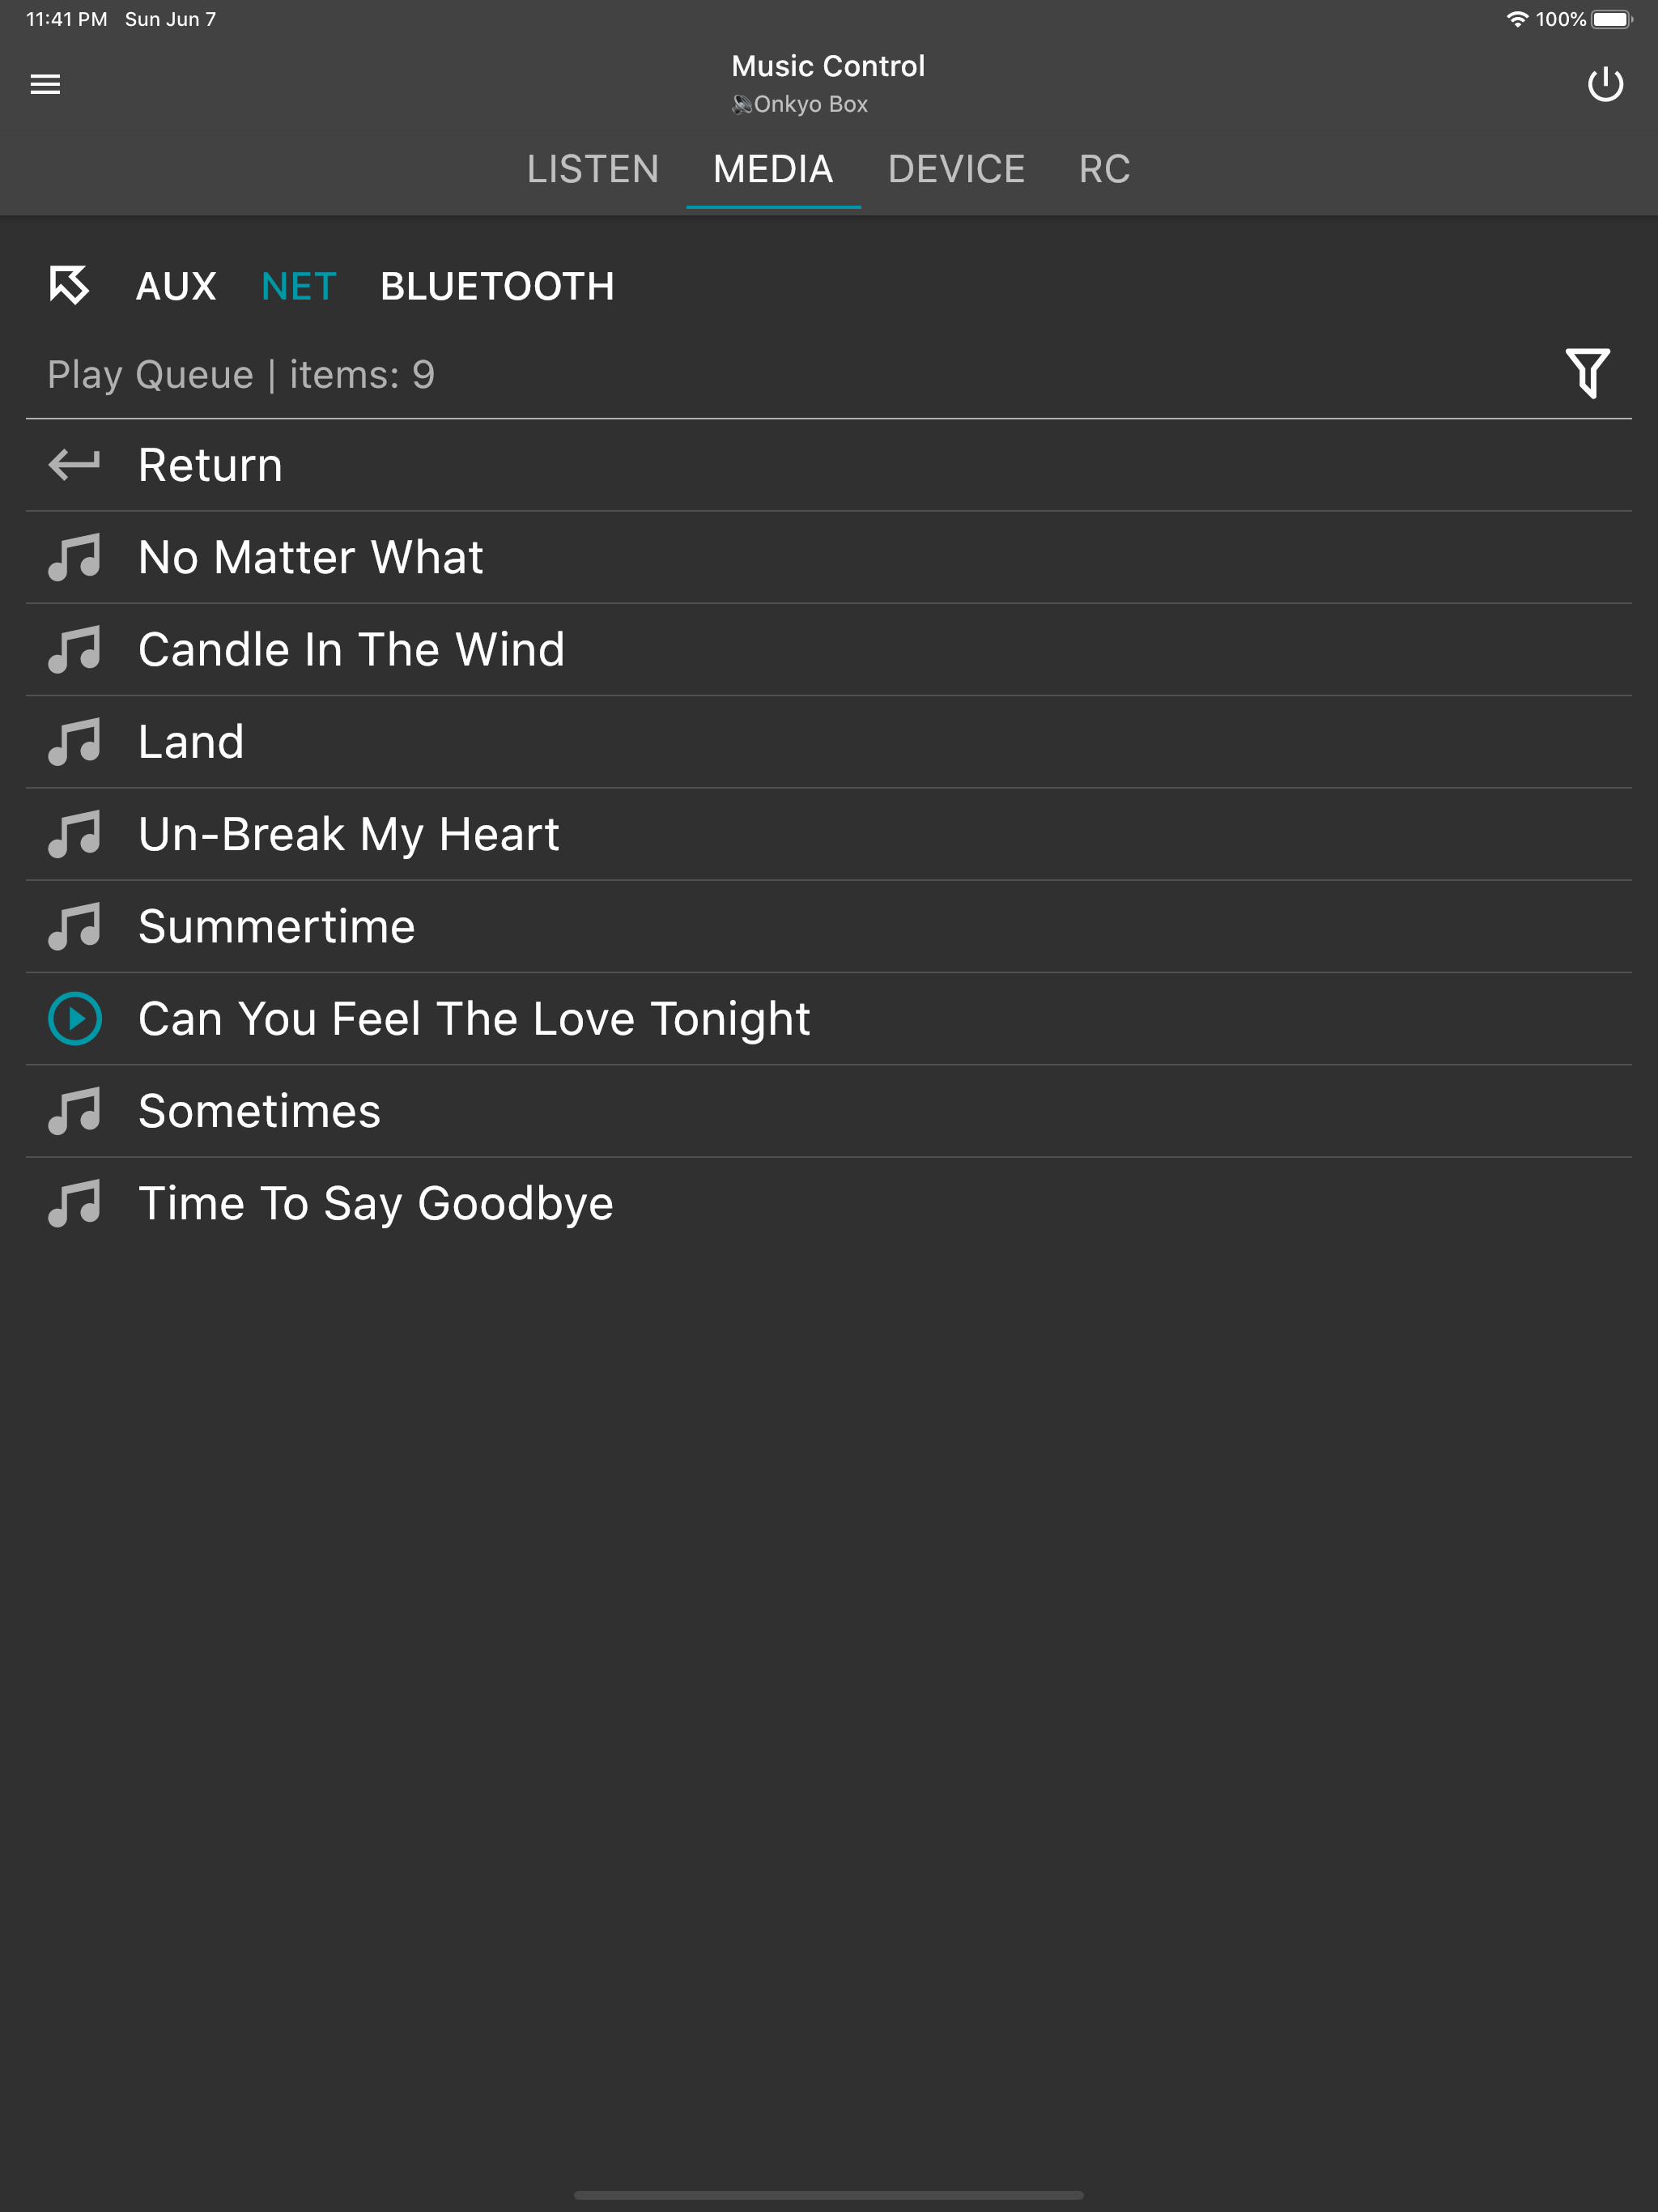 11:41 PM Sun Jun 7 100%
Music Control
Onkyo Box
LISTEN MEDIA DEVICE RC
AUX NET BLUETOOTH
Play Queue | items: 9
Return
No Matter What
Candle In The Wind
Land
Un-Break My Heart
Summertime
Can You Feel The Love Tonight
Sometimes
Time To Say Goodbye